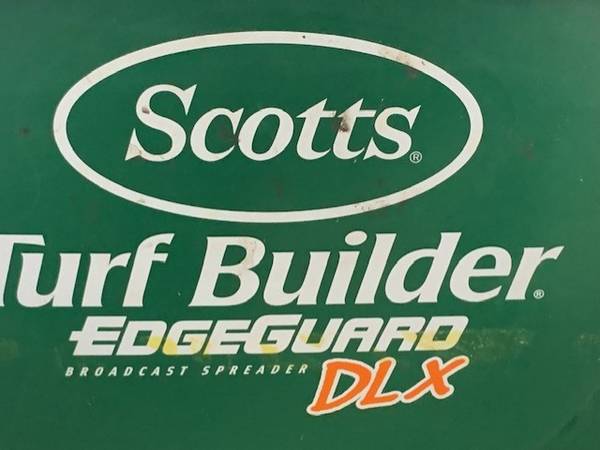 Scotts®
Turf Builder®
EDGEGUARD
BROADCAST SPREADER
DLX